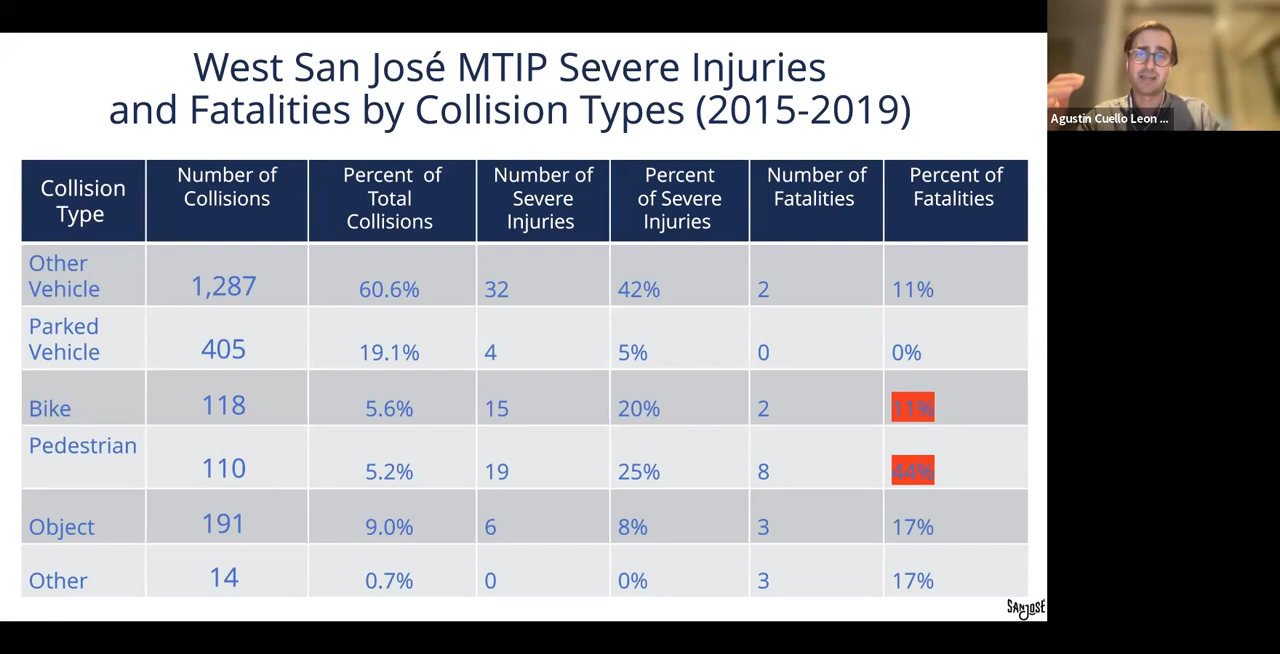 West San José MTIP Severe Injuries
and Fatalities by Collision Types (2015-2019)
Agustin Cuello Leon ...
Collision
Type
Number of
Collisions
Percent of
Total
Collisions
Number of
Severe
Injuries
Percent
of Severe
Injuries
Number of
Fatalities
Percent of
Fatalities
Other
Vehicle
1,287
60.6%
32
42%
2
11%
Parked
Vehicle
405
19.1%
4
5%
0
0%
Bike
118
5.6%
15
20%
2
11%
Pedestrian
110
5.2%
19
25%
8
44%
Object
191
9.0%
6
8%
3
17%
Other
14
0.7%
0
0%
3
17%
SAN JOSÉ